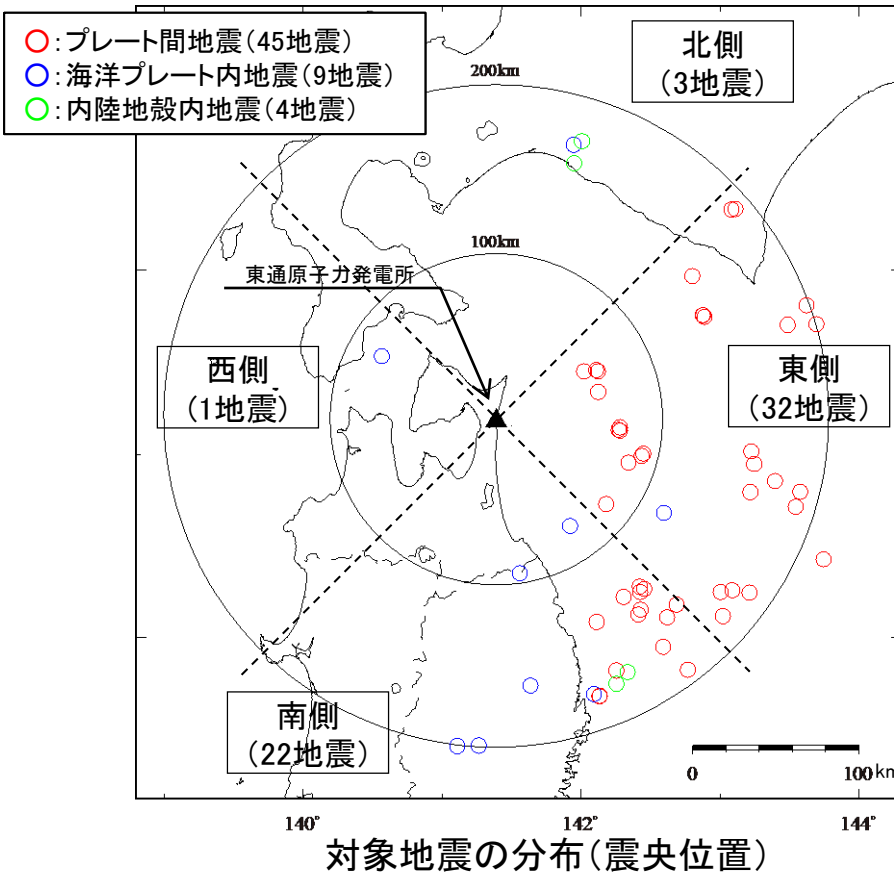 ○:プレート間地震(45地震)
○:海洋プレート内地震(9地震)
○:内陸地殻内地震(4地震)
北側
(3地震)
200km
100km
東通原子力発電所
西側
(1地震)
東側
(32地震)
南側
(22地震)
0 100 km
140° 142° 144°
対象地震の分布(震央位置)